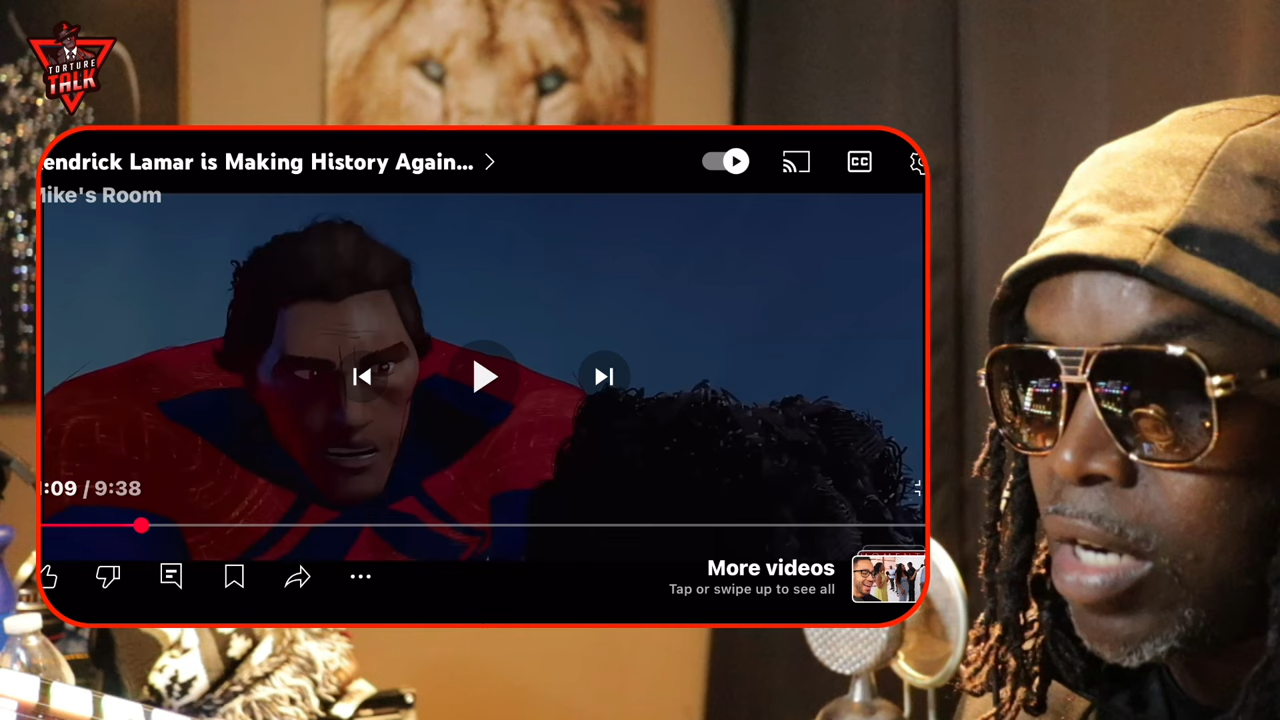 TORTURE
TALK
endrick Lamar is Making History Again...
ike's Room
CC
:09 / 9:38
More videos
Tap or swipe up to see all